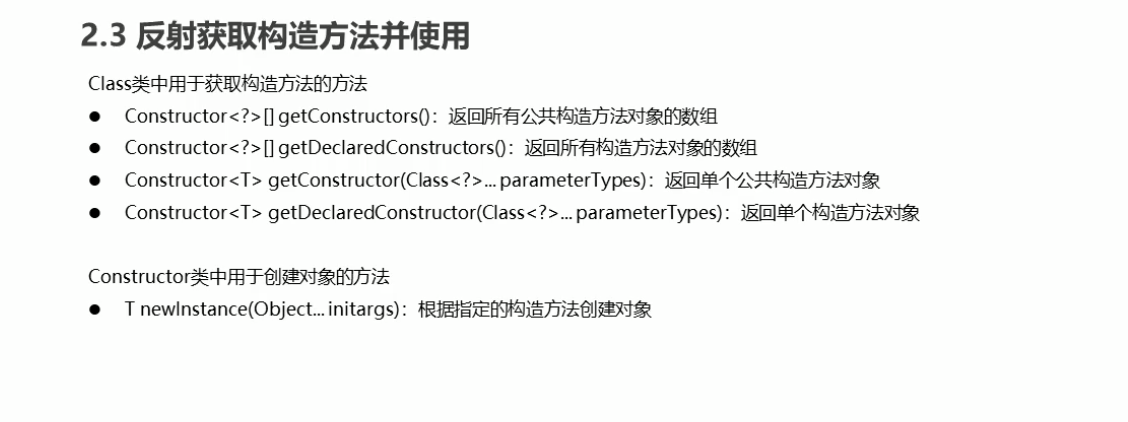 2.3 反射获取构造方法并使用
Class类中用于获取构造方法的方法
● Constructor<?>[] getConstructors()：返回所有公共构造方法对象的数组
● Constructor<?>[] getDeclaredConstructors()：返回所有构造方法对象的数组
● Constructor<T> getConstructor(Class<?>... parameterTypes)：返回单个公共构造方法对象
● Constructor<T> getDeclaredConstructor(Class<?>... parameterTypes)：返回单个构造方法对象
Constructor类中用于创建对象的方法
● T newInstance(Object... initargs)：根据指定的构造方法创建对象